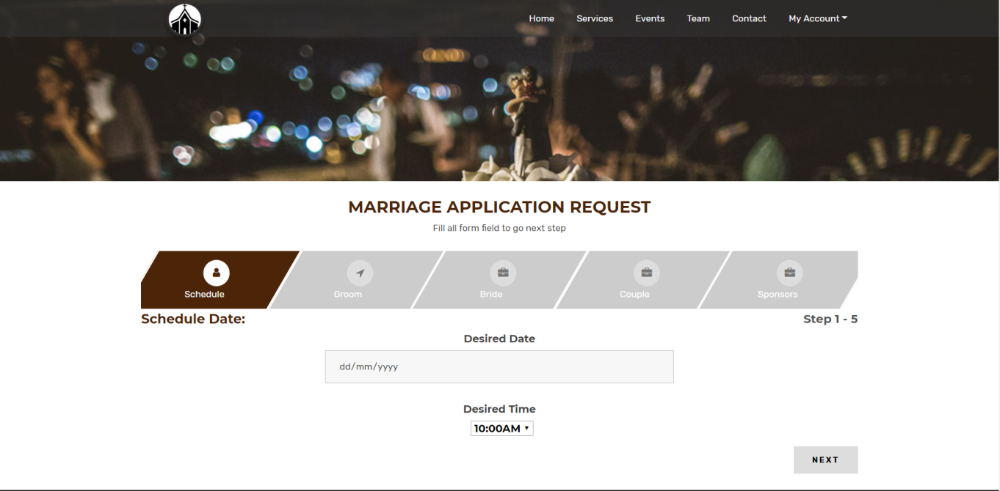 Home Services Events Team Contact My Account
MARRIAGE APPLICATION REQUEST
Fill all form field to go next step
Schedule Groom Bride Couple Sponsors
Schedule Date: Step 1 - 5
Desired Date
dd/mm/yyyy
Desired Time
10:00AM
NEXT